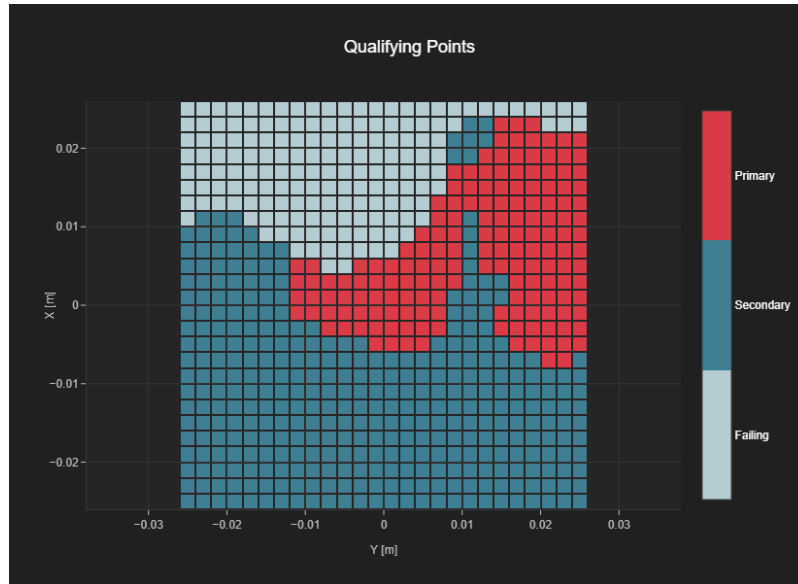 Qualifying Points
0.02
0.01
0
−0.01
−0.02
X [m]
−0.03
−0.02
−0.01
0
0.01
0.02
0.03
Y [m]
Primary
Secondary
Failing